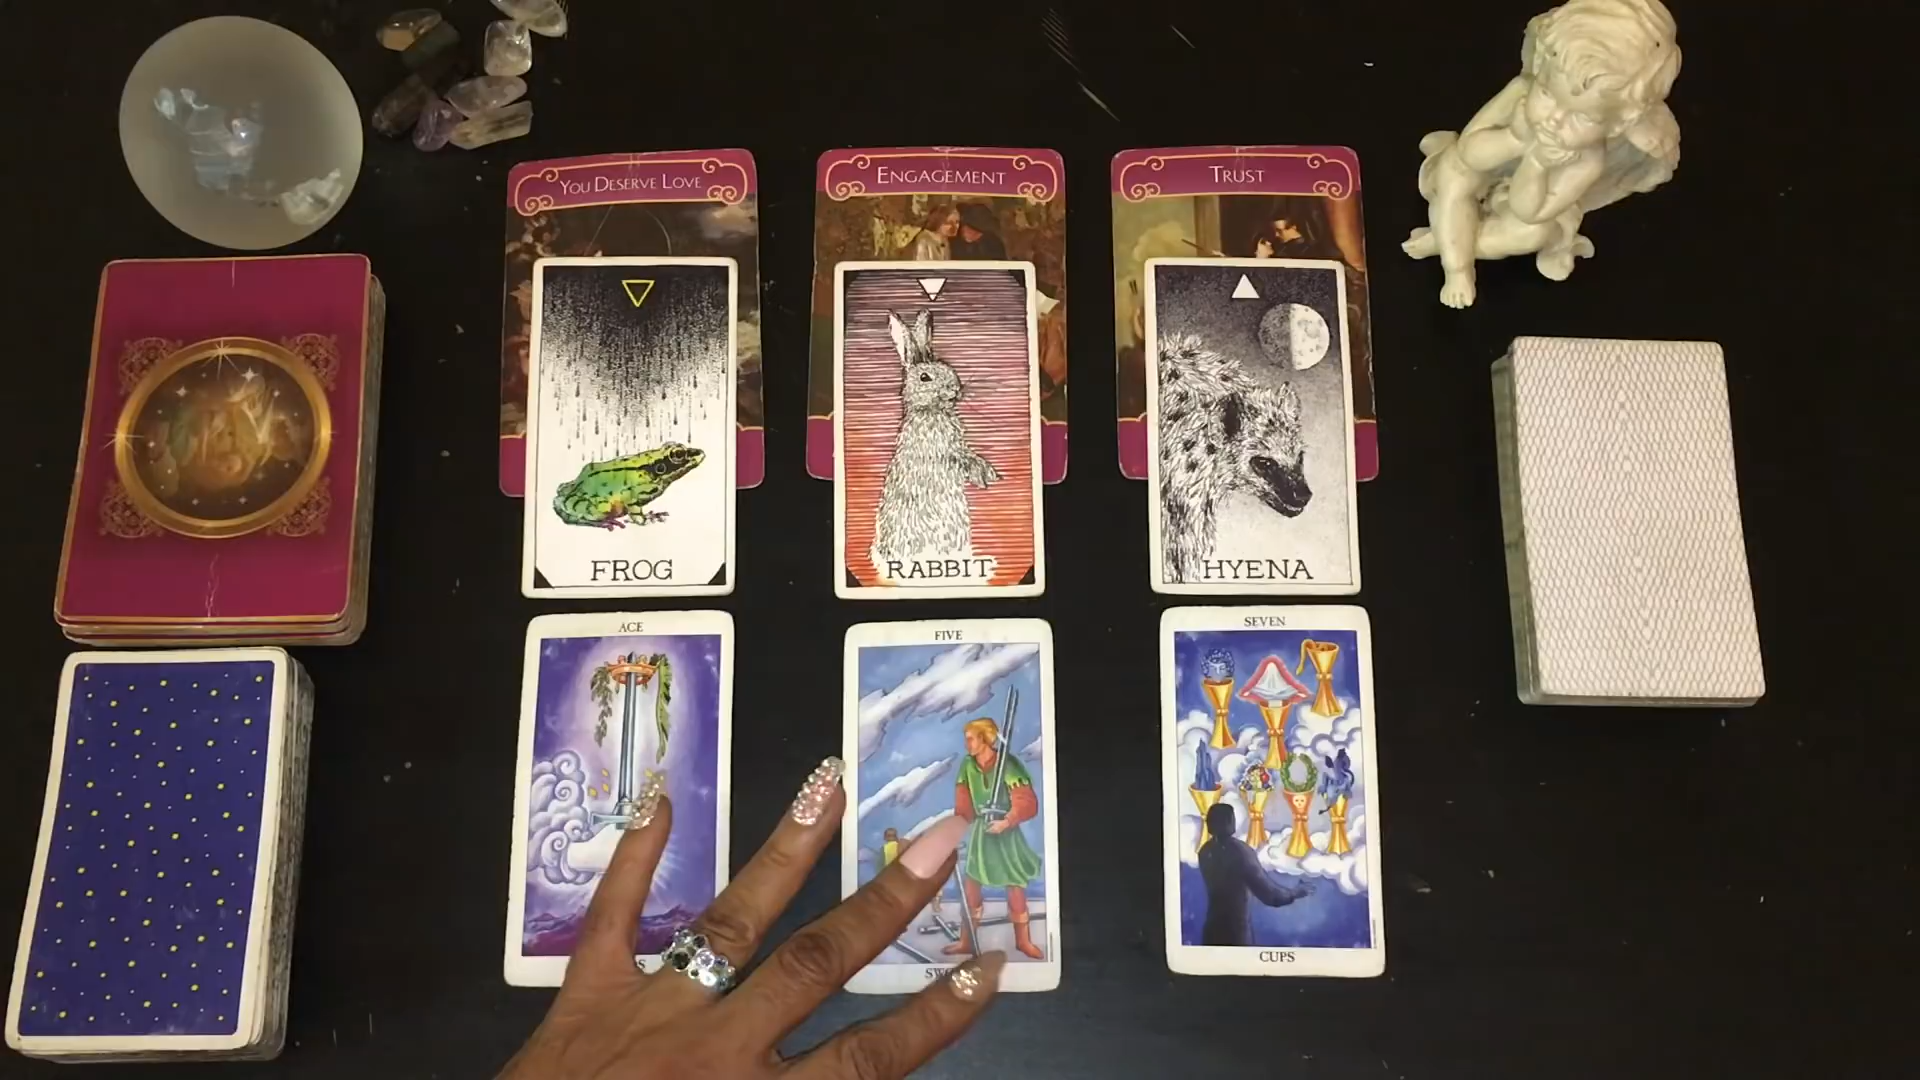 YOU DESERVE LOVE
ENGAGEMENT
TRUST
FROG
RABBIT
HYENA
ACE
FIVE
SEVEN
CUPS